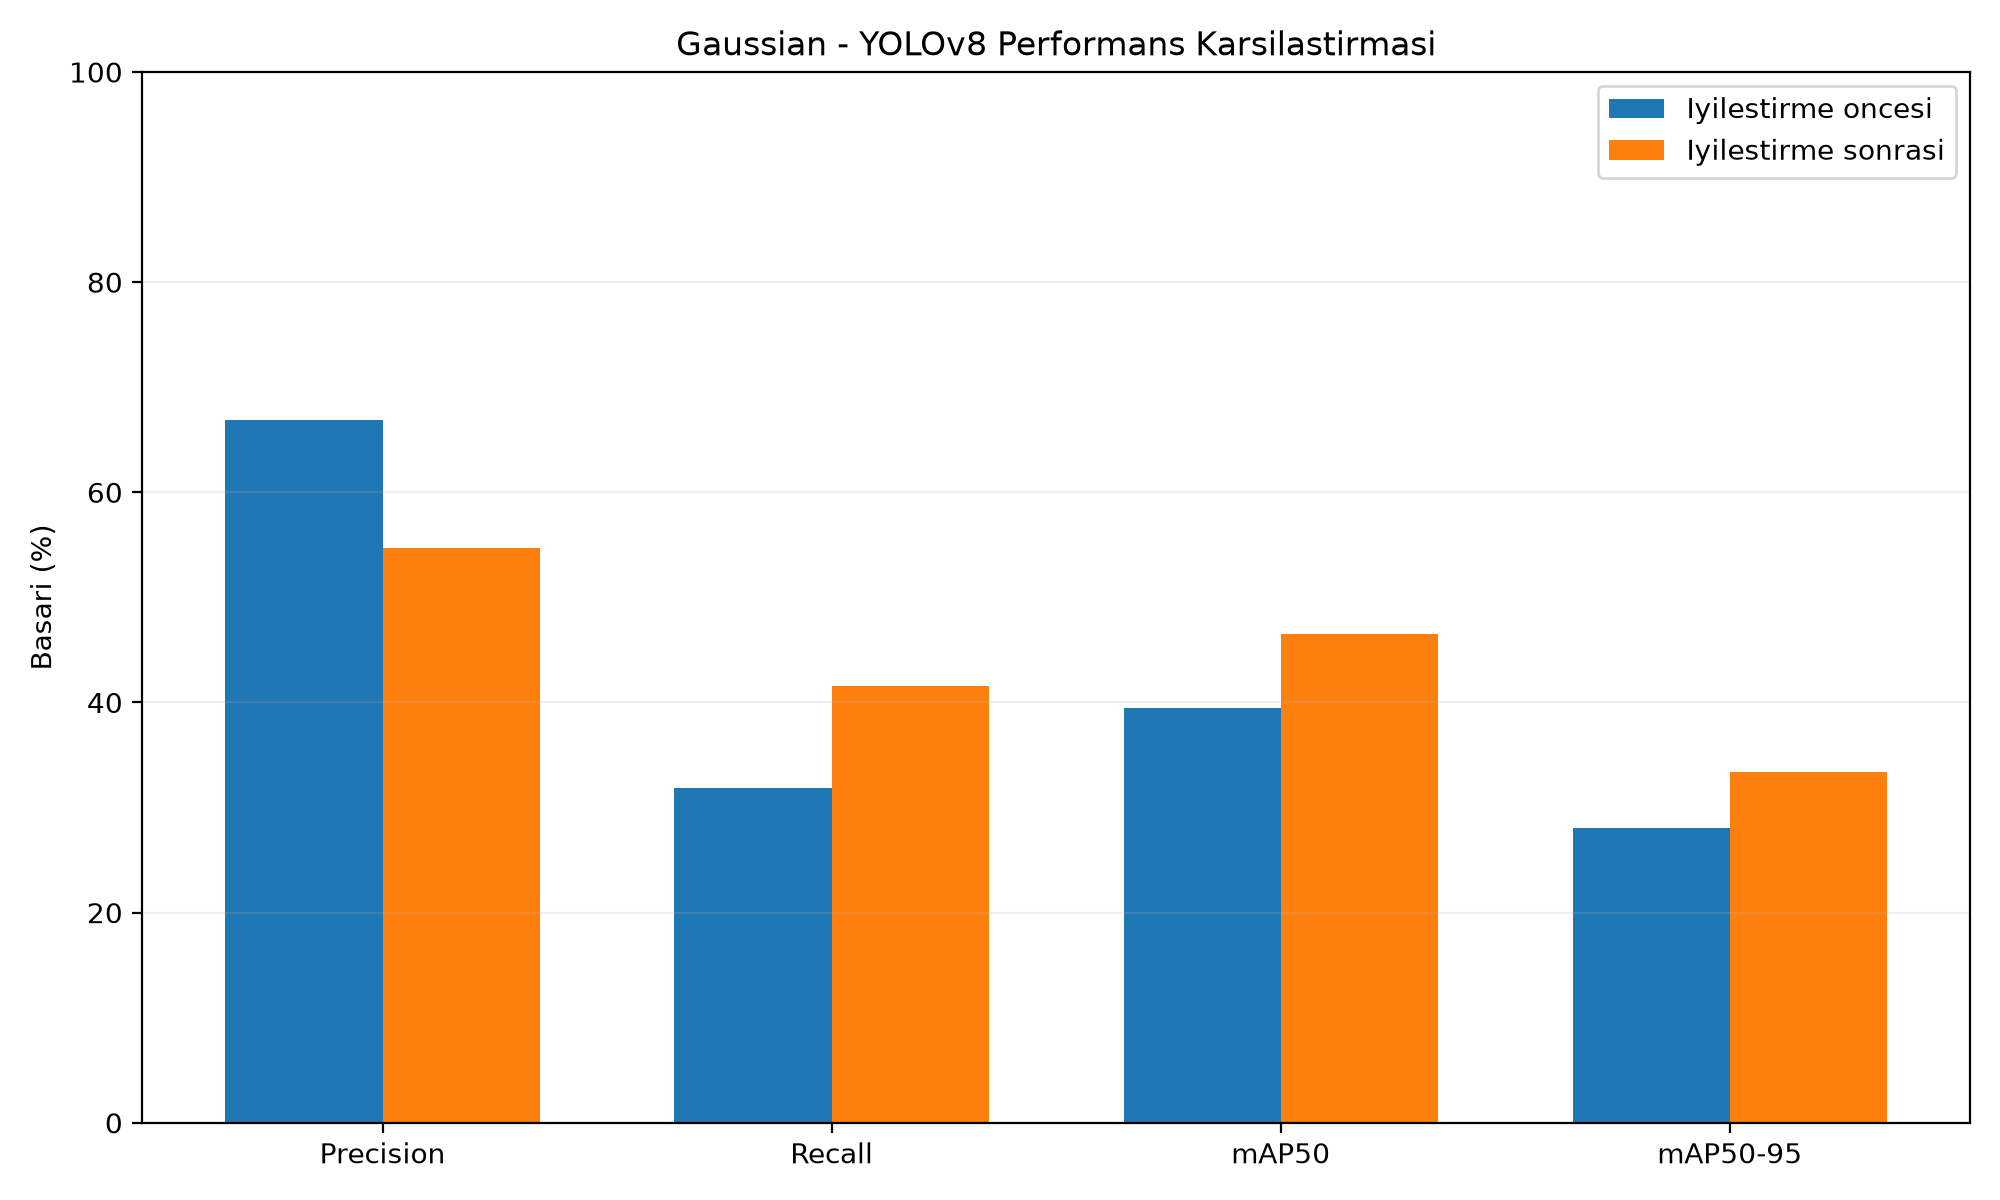 Gaussian - YOLOv8 Performans Karsilastirmasi
Iyilestirme oncesi
Iyilestirme sonrasi
Basari (%)
100
80
60
40
20
0
Precision
Recall
mAP50
mAP50-95